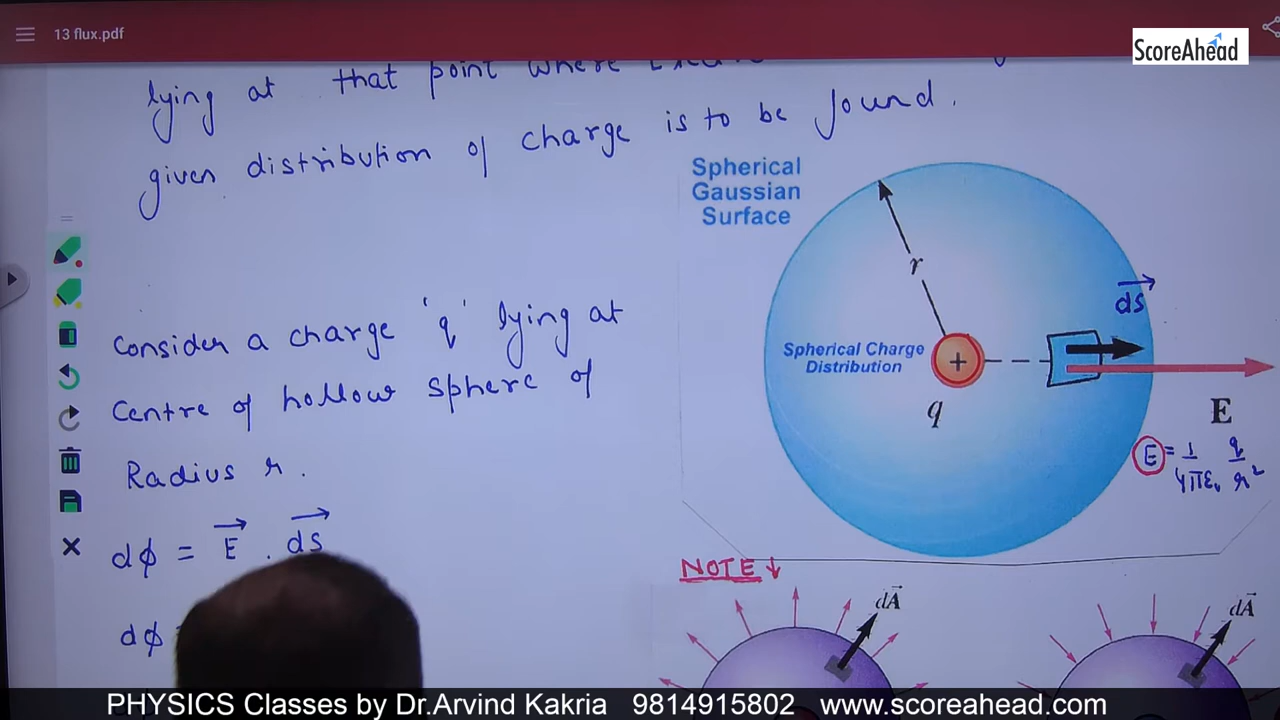 13 flux.pdf
ScoreAhead
lying at that point where
given distribution of charge is to be found.
Spherical
Gaussian
Surface
r
ds
Spherical Charge
Distribution
+
q
E
E = 1/4πε₀ q/r²
Consider a charge 'q' lying at
Centre of hollow sphere of
Radius r.
dϕ = E . ds
dϕ
NOTE ↓
dA
dA
PHYSICS Classes by Dr.Arvind Kakria 9814915802 www.scoreahead.com